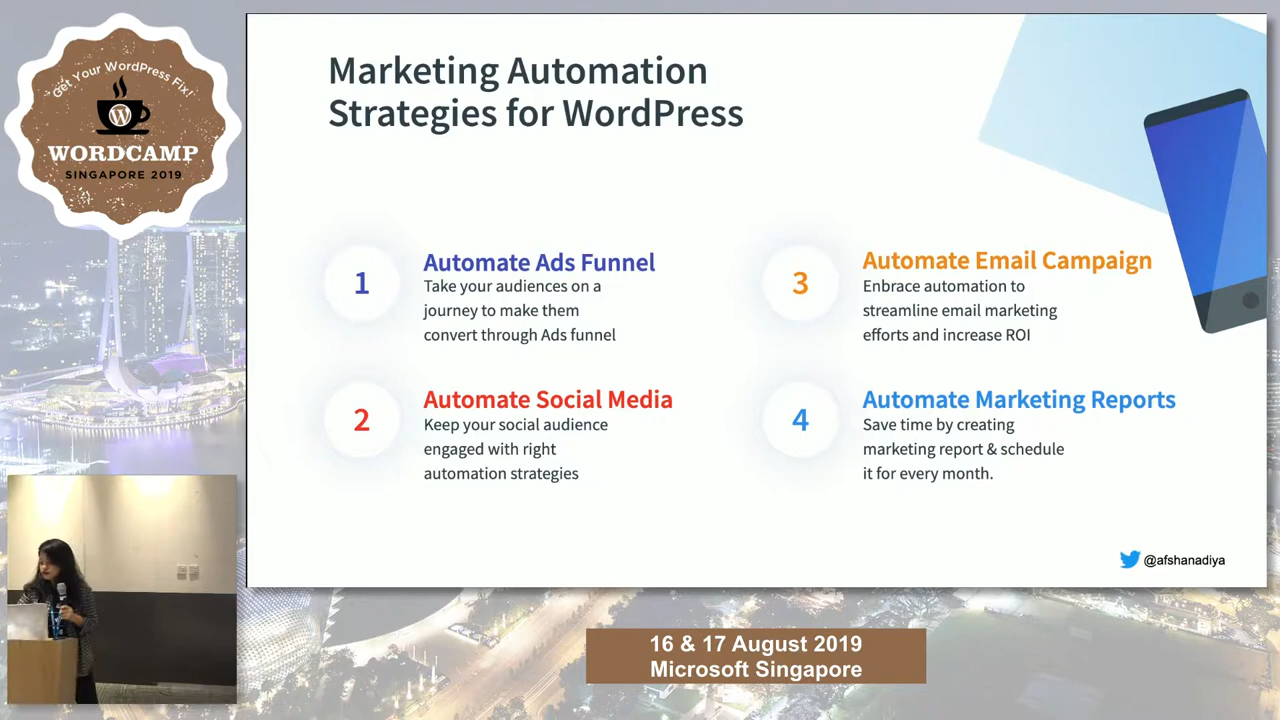 Get Your WordPress Fix!
WORDCAMP
SINGAPORE 2019
Marketing Automation
Strategies for WordPress
1
Automate Ads Funnel
Take your audiences on a
journey to make them
convert through Ads funnel
2
Automate Social Media
Keep your social audience
engaged with right
automation strategies
3
Automate Email Campaign
Enbrace automation to
streamline email marketing
efforts and increase ROI
4
Automate Marketing Reports
Save time by creating
marketing report & schedule
it for every month.
@afshanadiya
16 & 17 August 2019
Microsoft Singapore